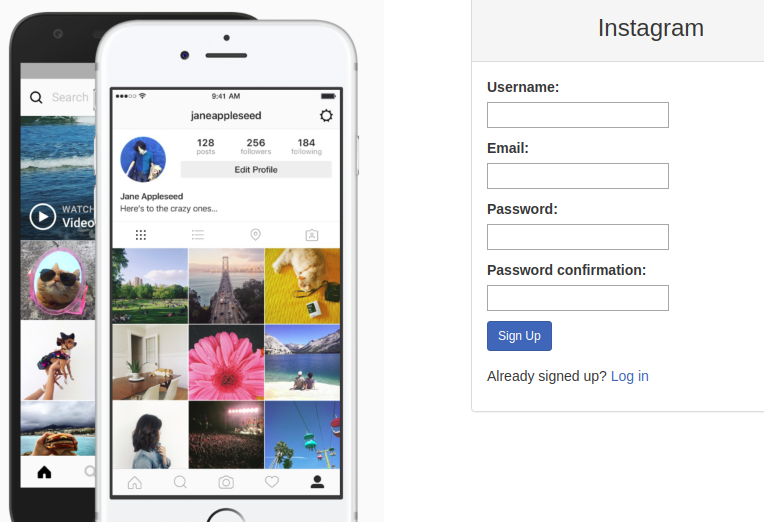 Search
WATCH
Video
9:41 AM
janeappleseed
128
posts
256
followers
184
following
Edit Profile
Jane Appleseed
Here's to the crazy ones...
Instagram
Username:
Email:
Password:
Password confirmation:
Sign Up
Already signed up? Log in